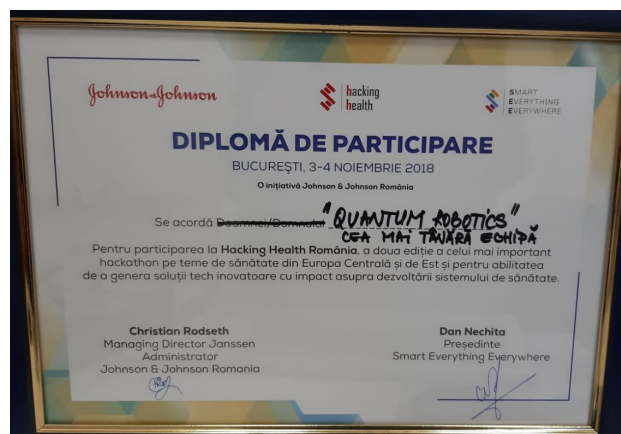 Johnson&Johnson
hacking
health
SMART
EVERYTHING
EVERYWHERE
DIPLOMĂ DE PARTICIPARE
BUCUREȘTI, 3-4 NOIEMBRIE 2018
O inițiativă Johnson & Johnson România
Se acordă Doamnei/Domnului "QUANTUM ROBOTICS"
CEA MAI TÂNĂRĂ ECHIPĂ
Pentru participarea la Hacking Health România, a doua ediție a celui mai important
hackathon pe teme de sănătate din Europa Centrală și de Est și pentru abilitatea
de a genera soluții tech inovatoare cu impact asupra dezvoltării sistemului de sănătate.
Christian Rodseth
Managing Director Janssen
Administrator
Johnson & Johnson Romania
Dan Nechita
Președinte
Smart Everything Everywhere